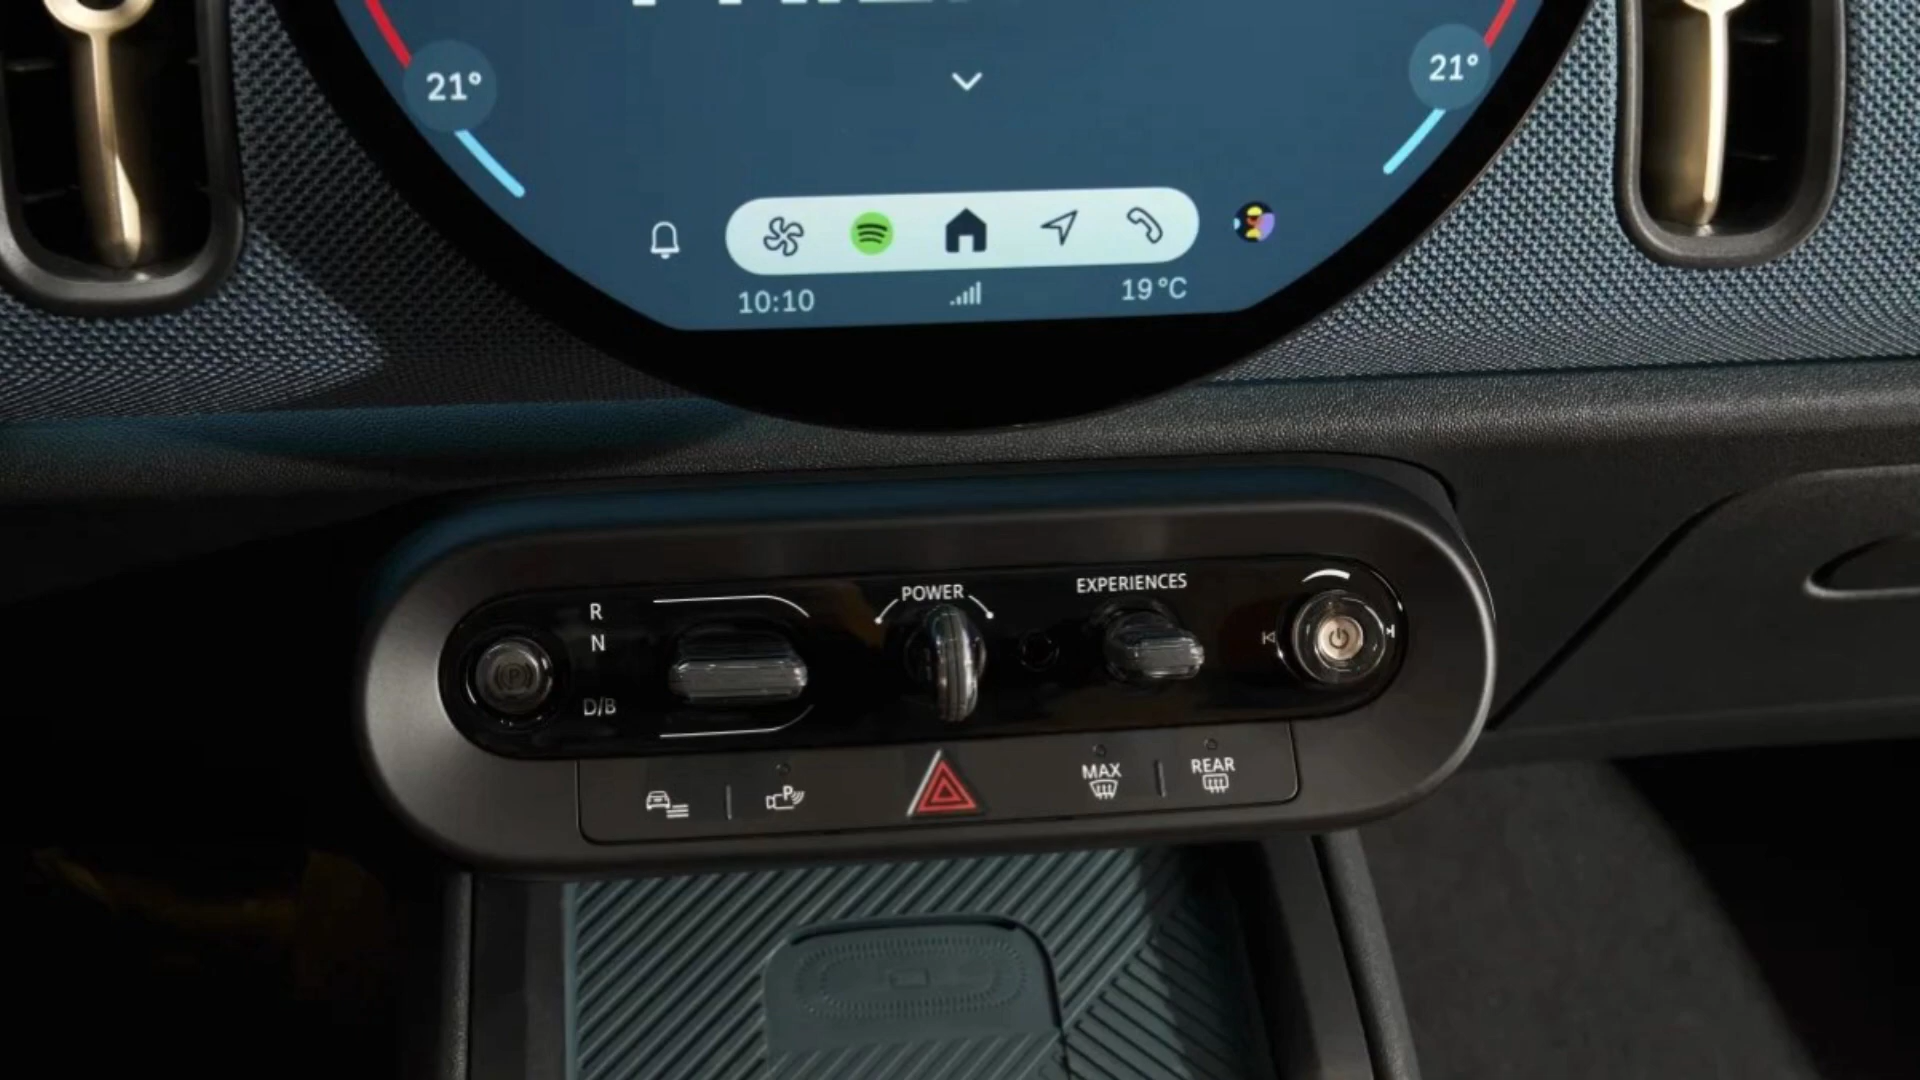 21°
21°
10:10
19°C
POWER
EXPERIENCES
R
N
D/B
P
P
MAX
REAR